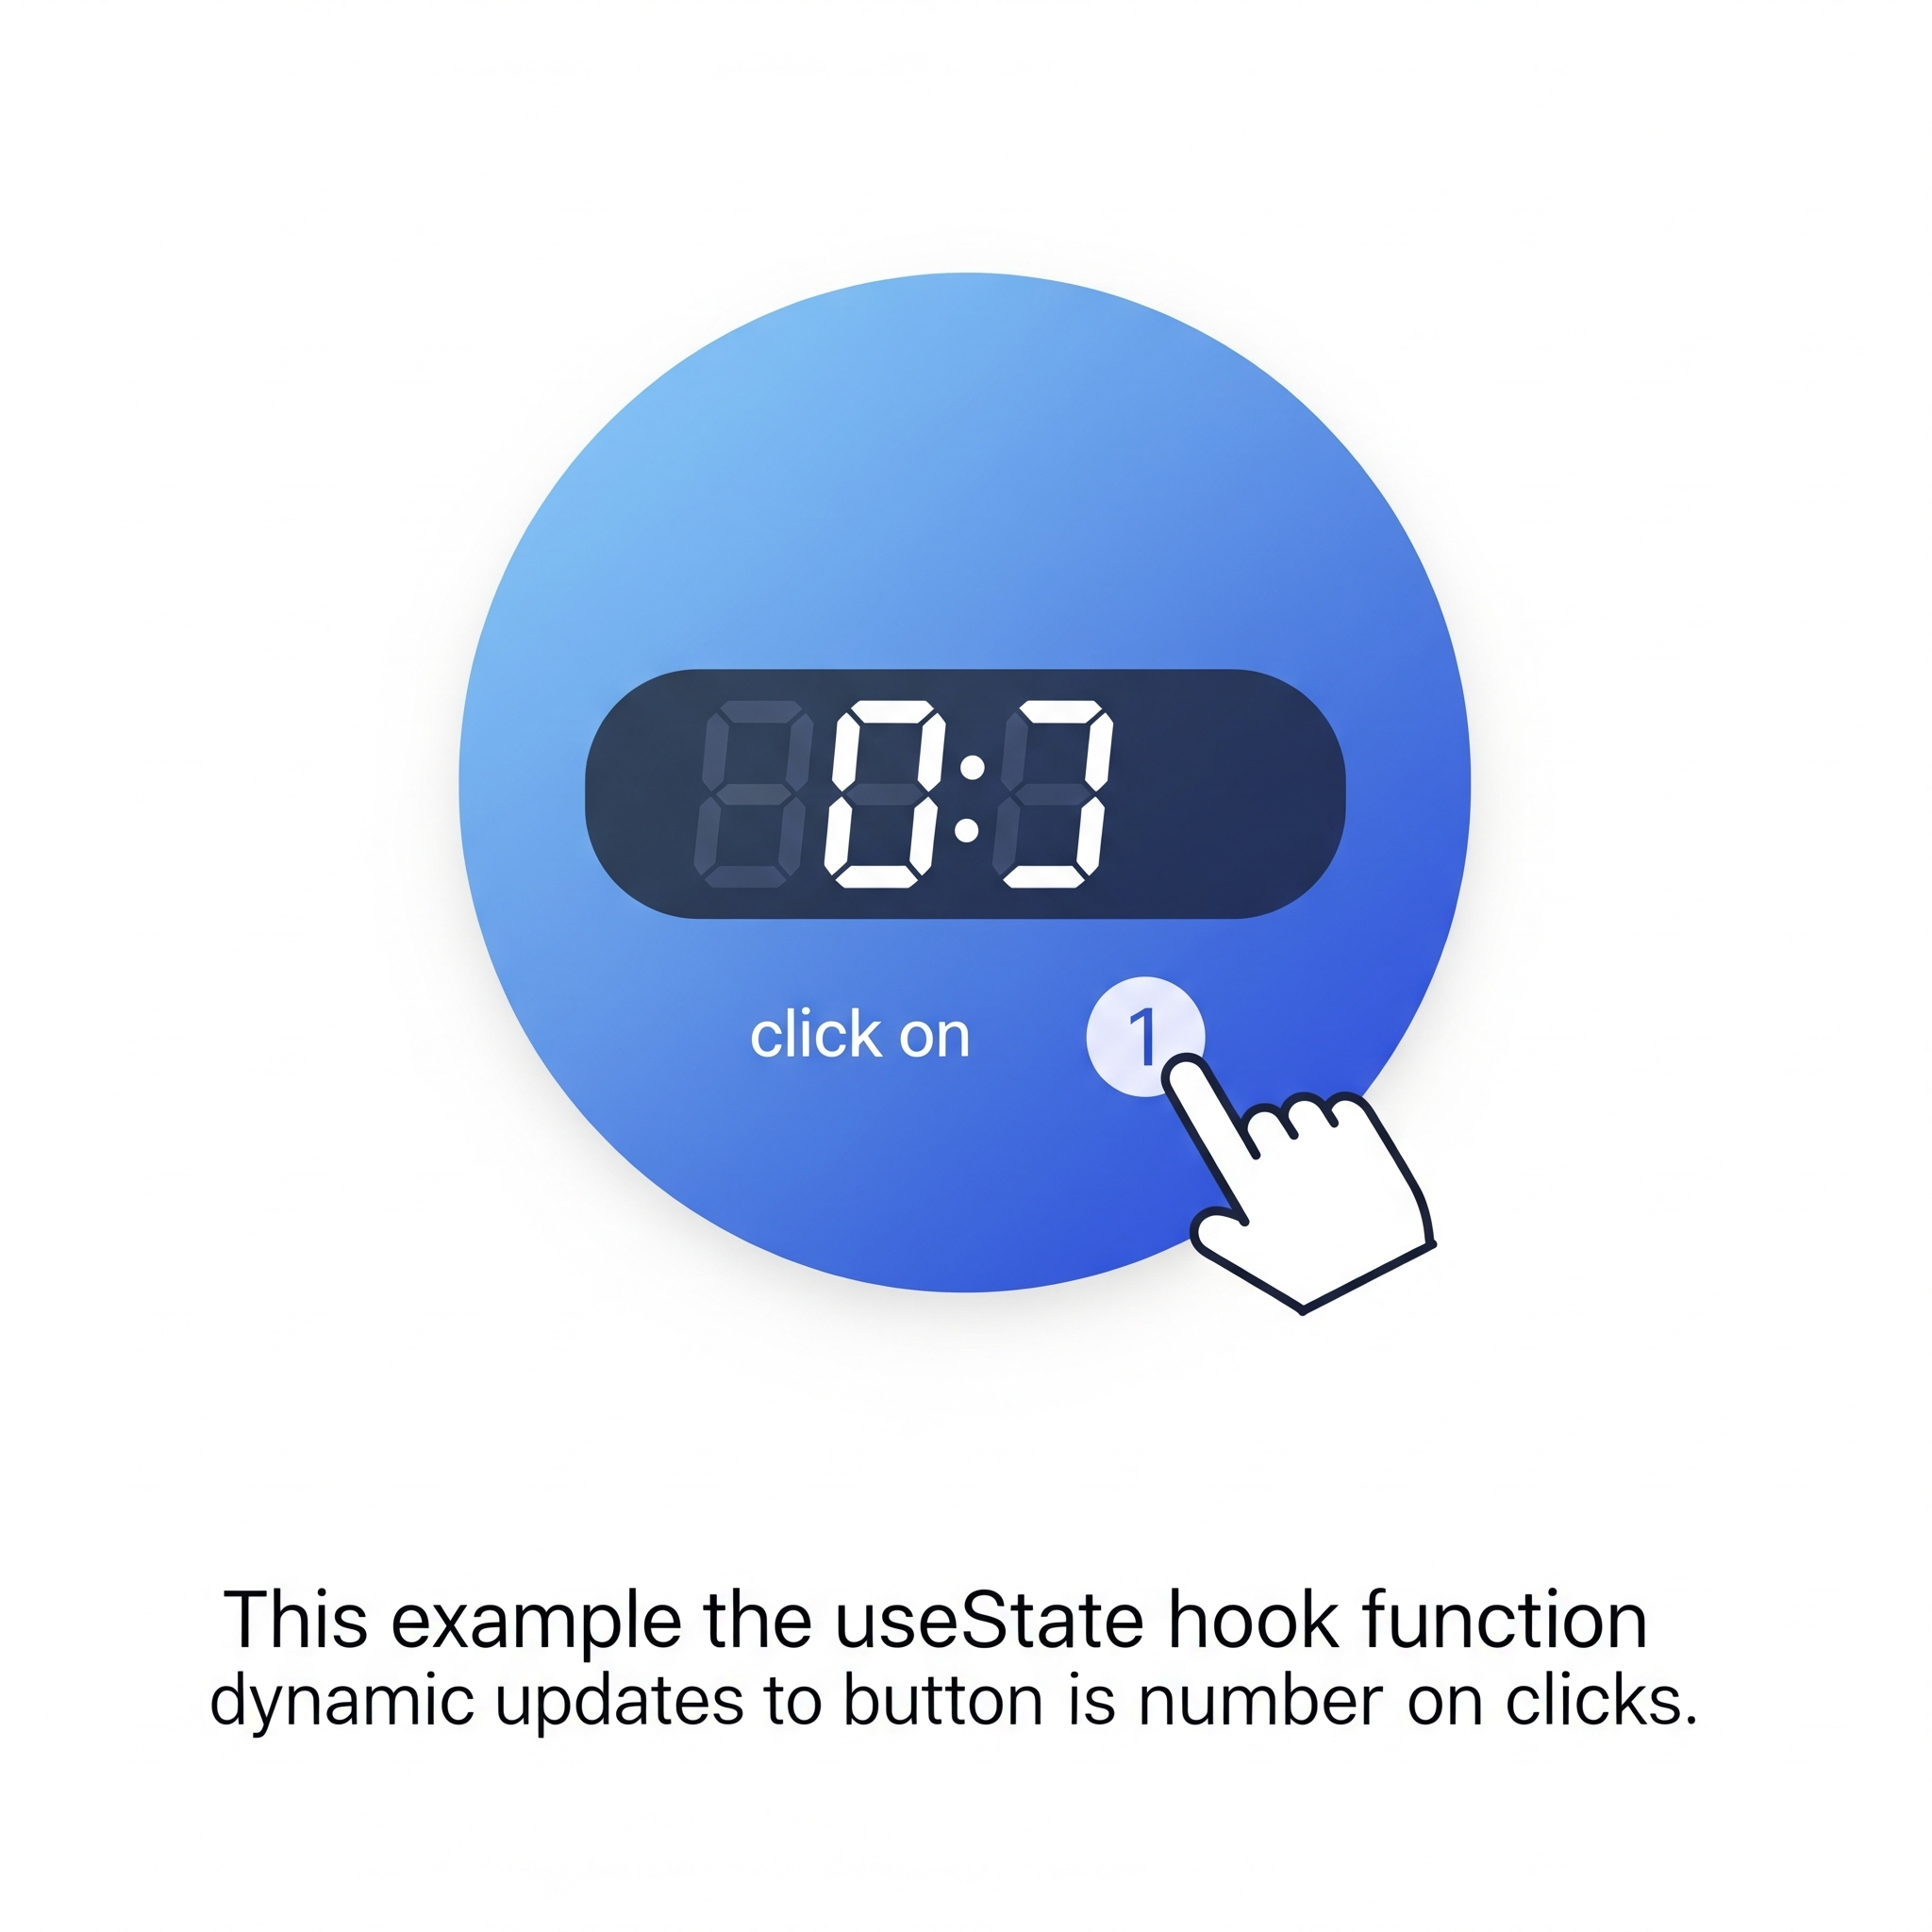 0:7
click on 1
This example the useState hook function
dynamic updates to button is number on clicks.